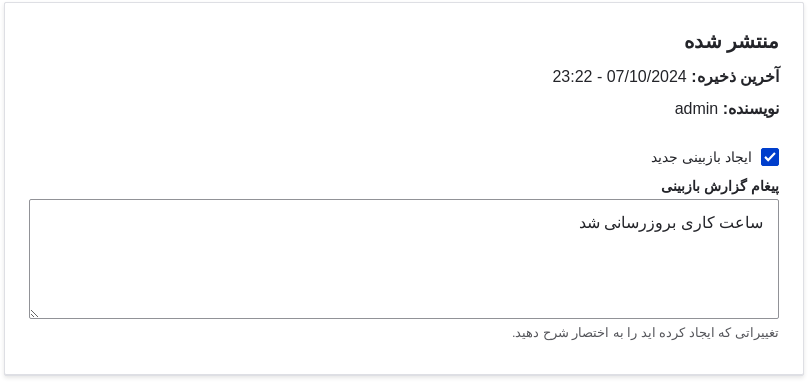 منتشر شده
آخرین ذخیره: 07/10/2024 - 23:22
نویسنده: admin
ایجاد بازبینی جدید
پیغام گزارش بازبینی
ساعت کاری بروزرسانی شد
تغییراتی که ایجاد کرده اید را به اختصار شرح دهید.